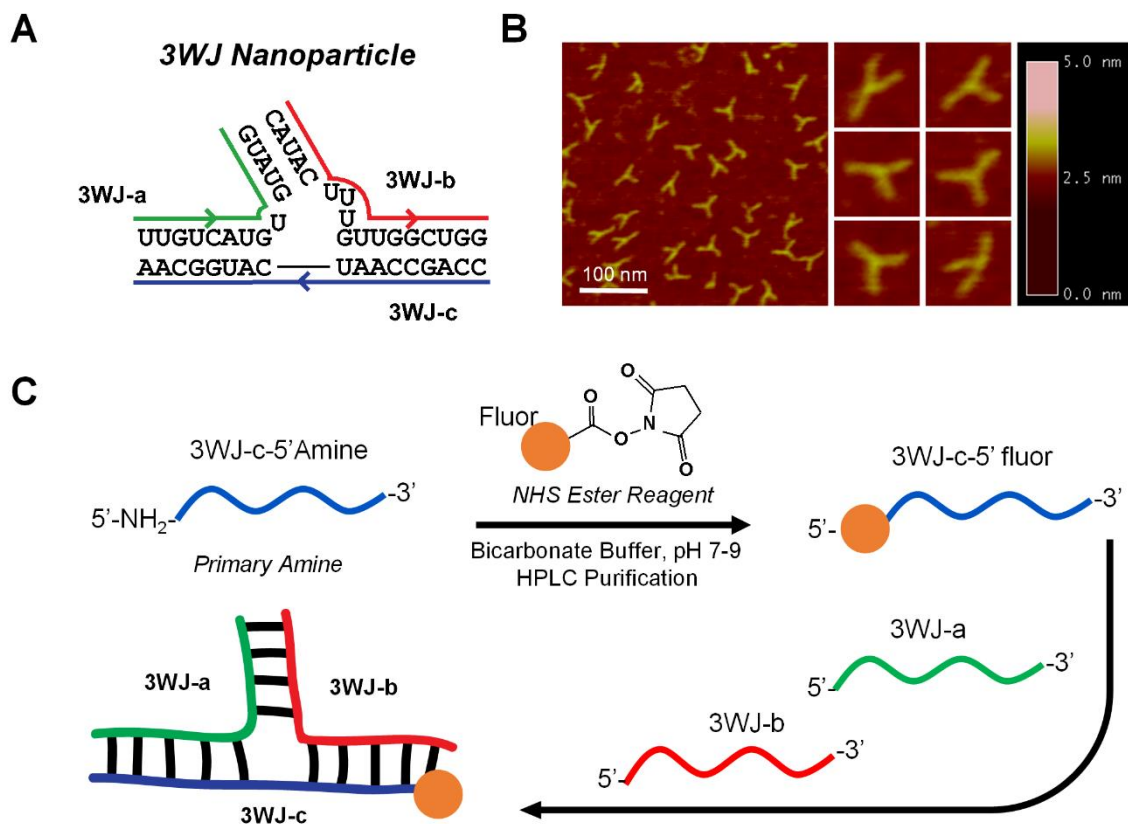 A
3WJ Nanoparticle
GUAUG
CAUAC
3WJ-a
3WJ-b
U
UUU
UUGUCAUG
GUUGGCUGG
AACGGUAC
UAACCGACC
3WJ-c
B
100 nm
5.0 nm
2.5
0.0 nm
C
3WJ-c-5'Amine
5'-NH2-
-3'
Primary Amine
Fluor
O
O
O
N
O
NHS Ester Reagent
Bicarbonate Buffer, pH 7-9
HPLC Purification
3WJ-c-5' fluor
5'-
-3'
3WJ-a
5'-
-3'
3WJ-b
5'-
-3'
3WJ-a
3WJ-b
3WJ-c